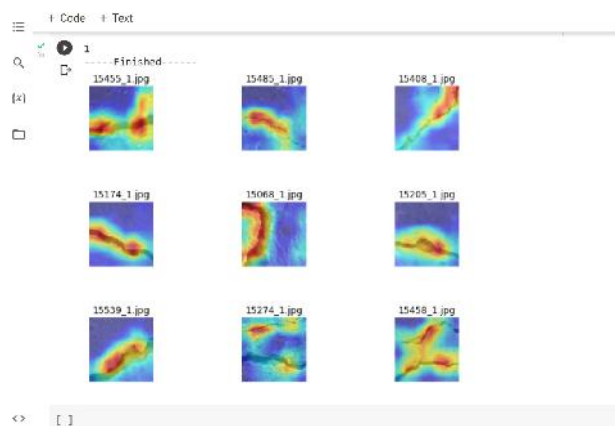 + Code + Text
1
-----Finished------
15455_1.jpg 15485_1.jpg 15408_1.jpg
15174_1.jpg 15068_1.jpg 15205_1.jpg
15539_1.jpg 15274_1.jpg 15458_1.jpg
[ ]